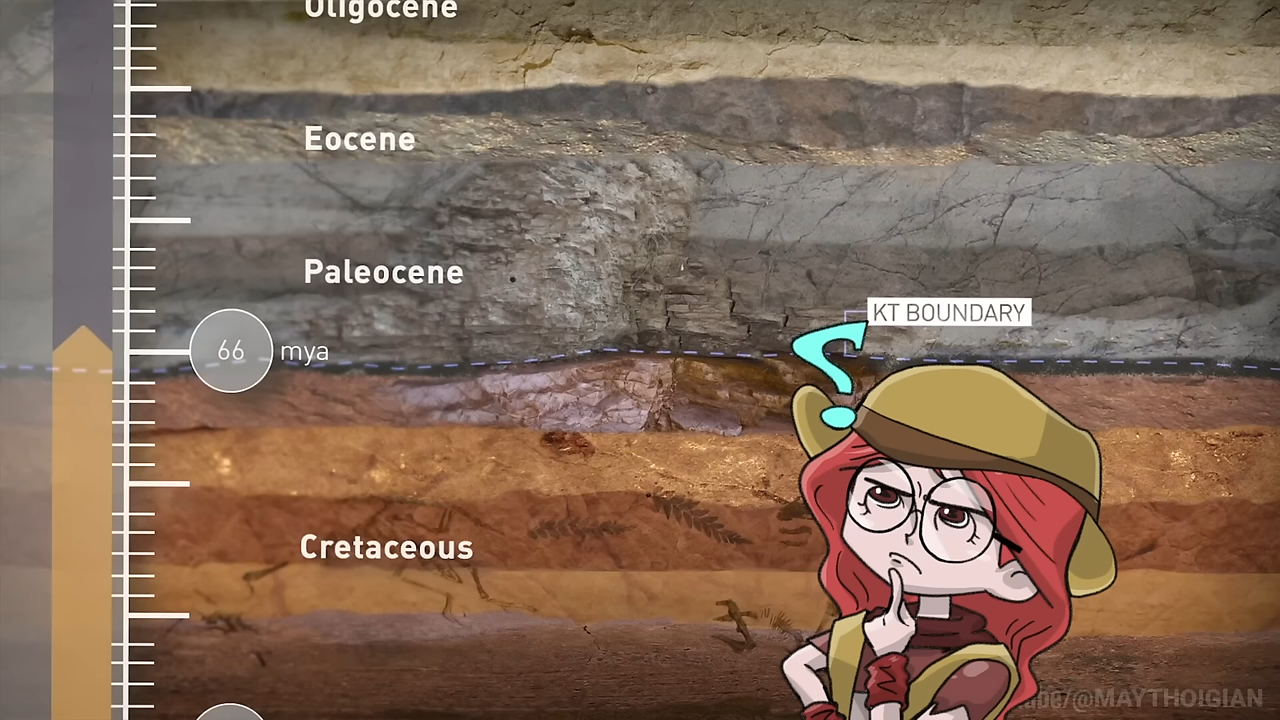 Oligocene
Eocene
Paleocene
KT BOUNDARY
66 mya
Cretaceous
/@MAYTHOIGIAN